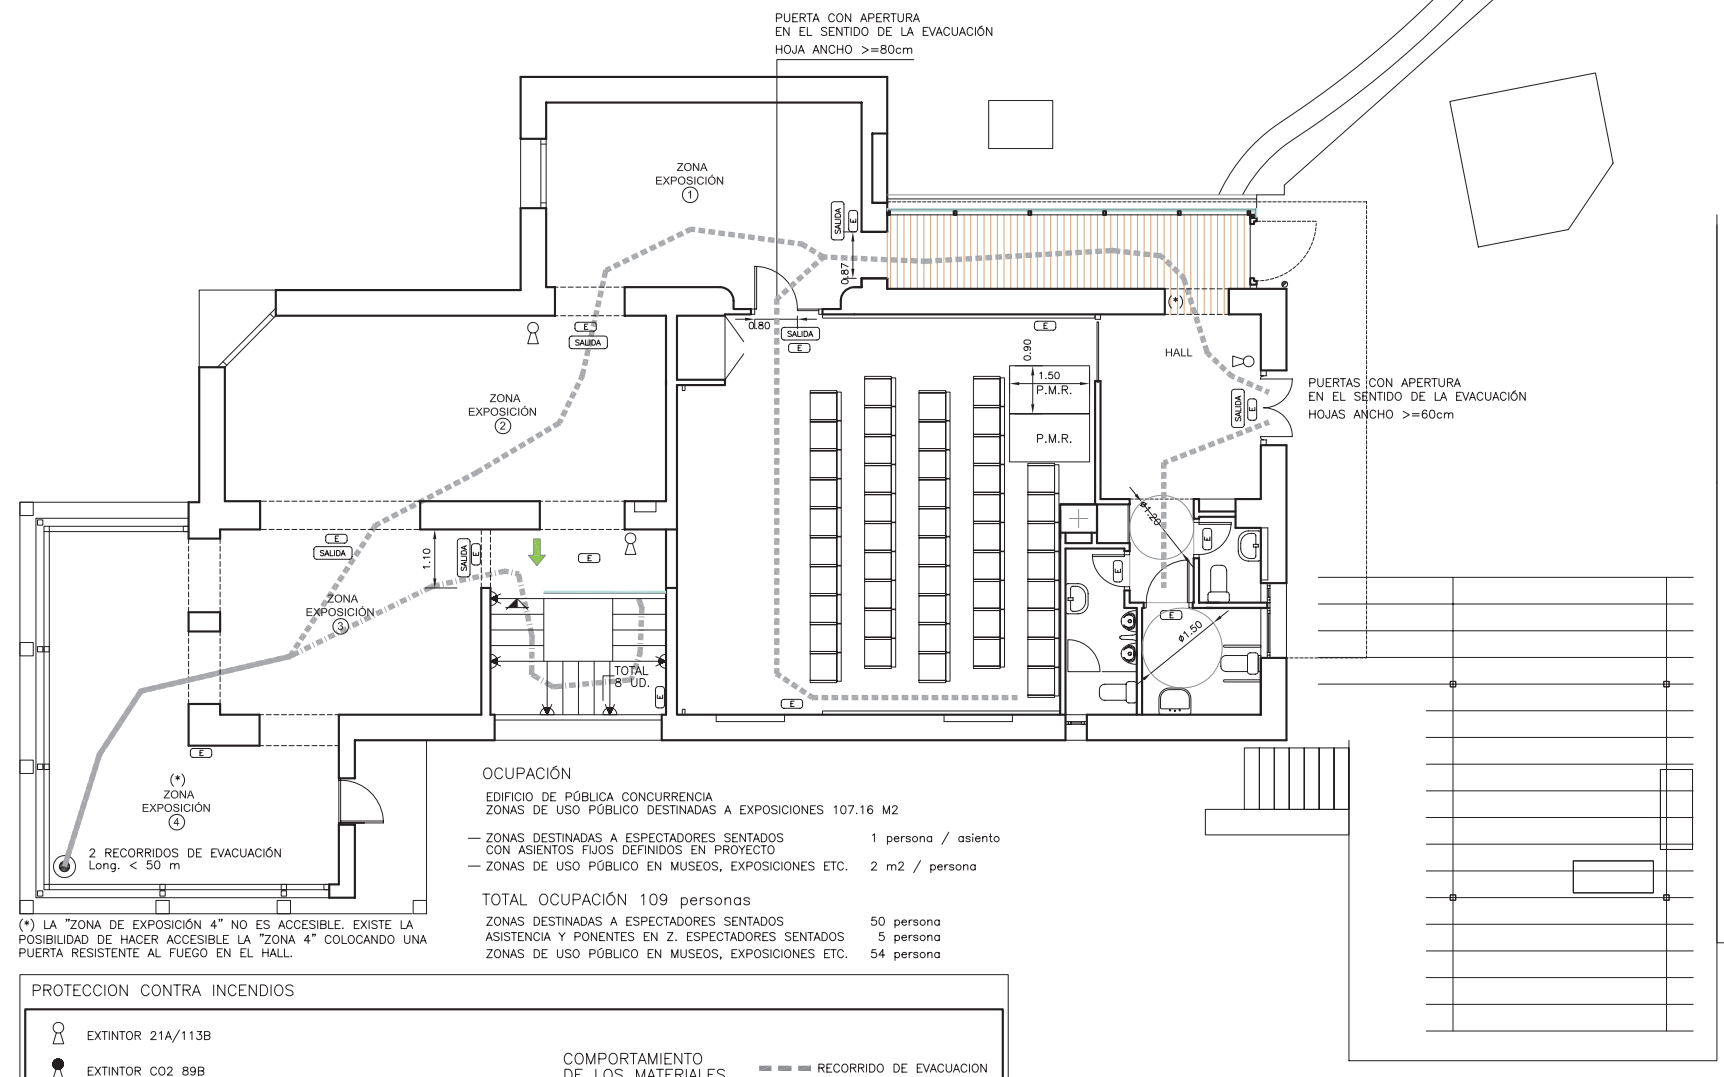 PUERTA CON APERTURA
EN EL SENTIDO DE LA EVACUACIÓN
HOJA ANCHO >=80cm
ZONA
EXPOSICIÓN
1
SALIDA
E
0.87
(*)
0.80
SALIDA
E
E
E
SALIDA
HALL
0.90
1.50
P.M.R.
P.M.R.
SALIDA
E
PUERTAS CON APERTURA
EN EL SENTIDO DE LA EVACUACIÓN
HOJAS ANCHO >=60cm
ZONA
EXPOSICIÓN
2
E
SALIDA
1.10
SALIDA
E
E
ø1.20
E
E
ZONA
EXPOSICIÓN
3
E
ø1.50
TOTAL
8 UD.
E
E
E
(*)
ZONA
EXPOSICIÓN
4
2 RECORRIDOS DE EVACUACIÓN
Long. < 50 m
(*) LA "ZONA DE EXPOSICIÓN 4" NO ES ACCESIBLE. EXISTE LA
POSIBILIDAD DE HACER ACCESIBLE LA "ZONA 4" COLOCANDO UNA
PUERTA RESISTENTE AL FUEGO EN EL HALL.
OCUPACIÓN
EDIFICIO DE PÚBLICA CONCURRENCIA
ZONAS DE USO PÚBLICO DESTINADAS A EXPOSICIONES 107.16 M2
— ZONAS DESTINADAS A ESPECTADORES SENTADOS 1 persona / asiento
CON ASIENTOS FIJOS DEFINIDOS EN PROYECTO
— ZONAS DE USO PÚBLICO EN MUSEOS, EXPOSICIONES ETC. 2 m2 / persona
TOTAL OCUPACIÓN 109 personas
ZONAS DESTINADAS A ESPECTADORES SENTADOS 50 persona
ASISTENCIA Y PONENTES EN Z. ESPECTADORES SENTADOS 5 persona
ZONAS DE USO PÚBLICO EN MUSEOS, EXPOSICIONES ETC. 54 persona
PROTECCION CONTRA INCENDIOS
EXTINTOR 21A/113B
EXTINTOR CO2 89B
COMPORTAMIENTO
DE LOS MATERIALES
RECORRIDO DE EVACUACION